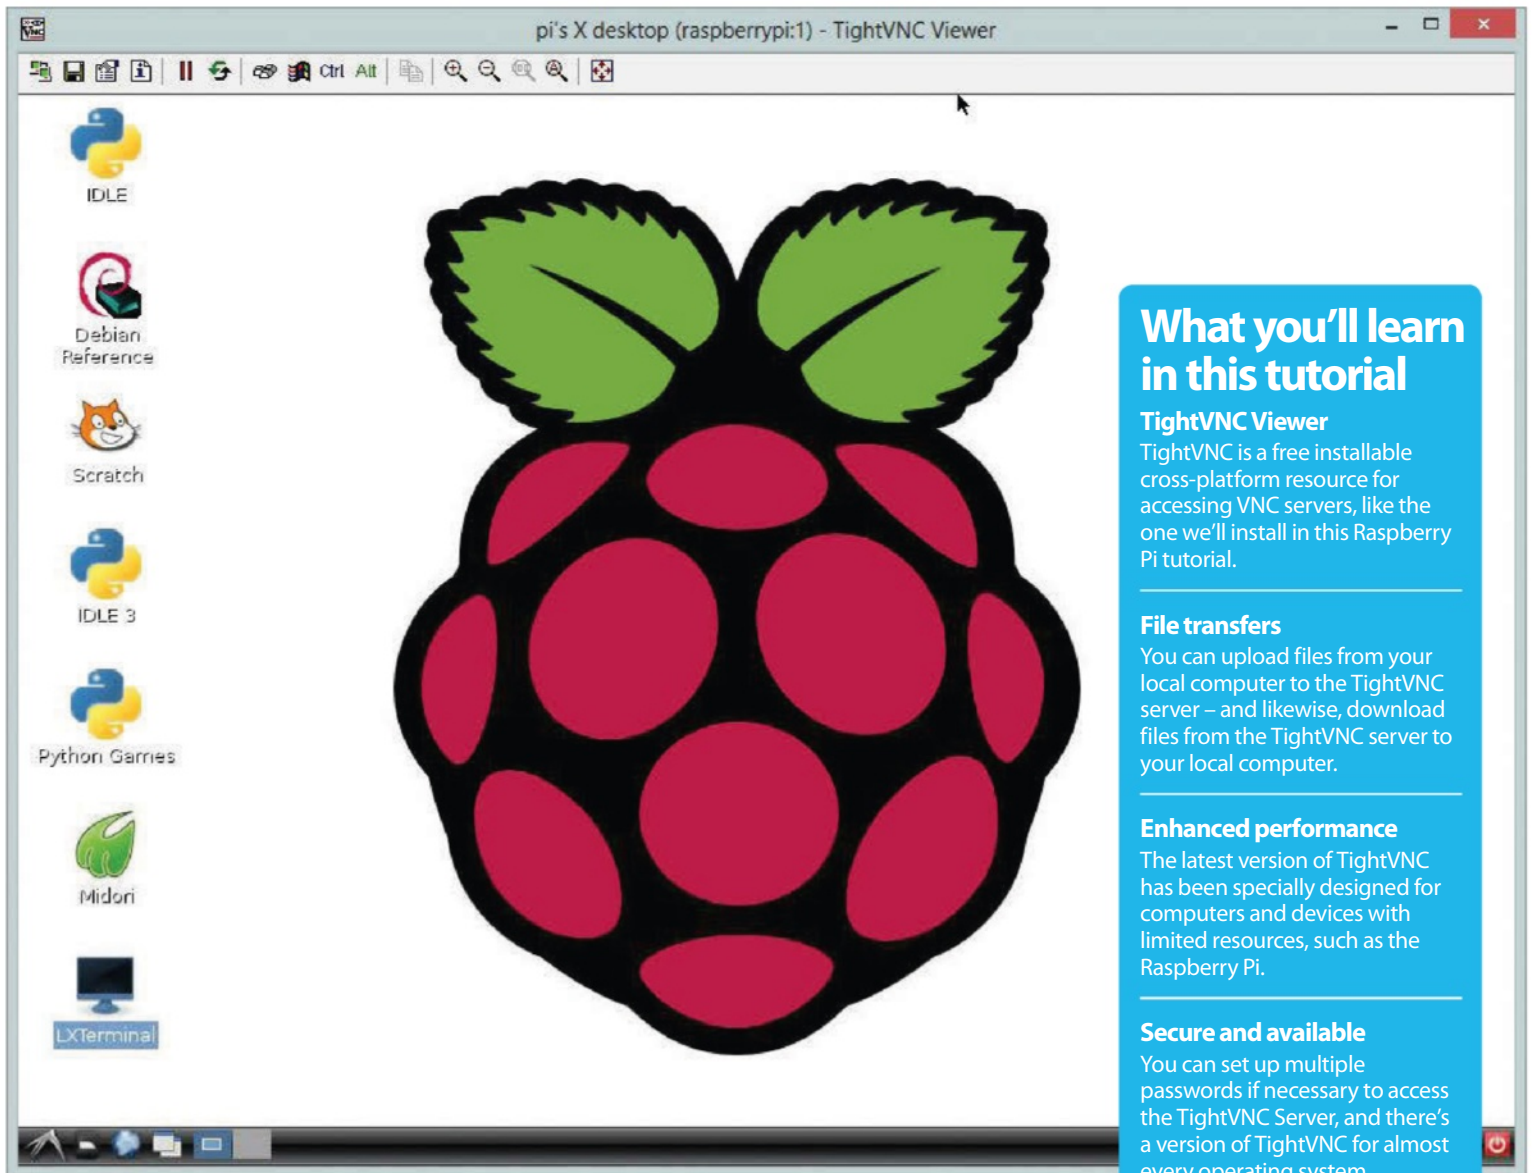 pi's X desktop (raspberrypi:1) - TightVNC Viewer
Ctrl Alt
IDLE
Debian
Reference
Scratch
IDLE 3
Python Games
Midori
LXTerminal
What you'll learn
in this tutorial
TightVNC Viewer
TightVNC is a free installable
cross-platform resource for
accessing VNC servers, like the
one we'll install in this Raspberry
Pi tutorial.
File transfers
You can upload files from your
local computer to the TightVNC
server – and likewise, download
files from the TightVNC server to
your local computer.
Enhanced performance
The latest version of TightVNC
has been specially designed for
computers and devices with
limited resources, such as the
Raspberry Pi.
Secure and available
You can set up multiple
passwords if necessary to access
the TightVNC Server, and there's
a version of TightVNC for almost
every operating system